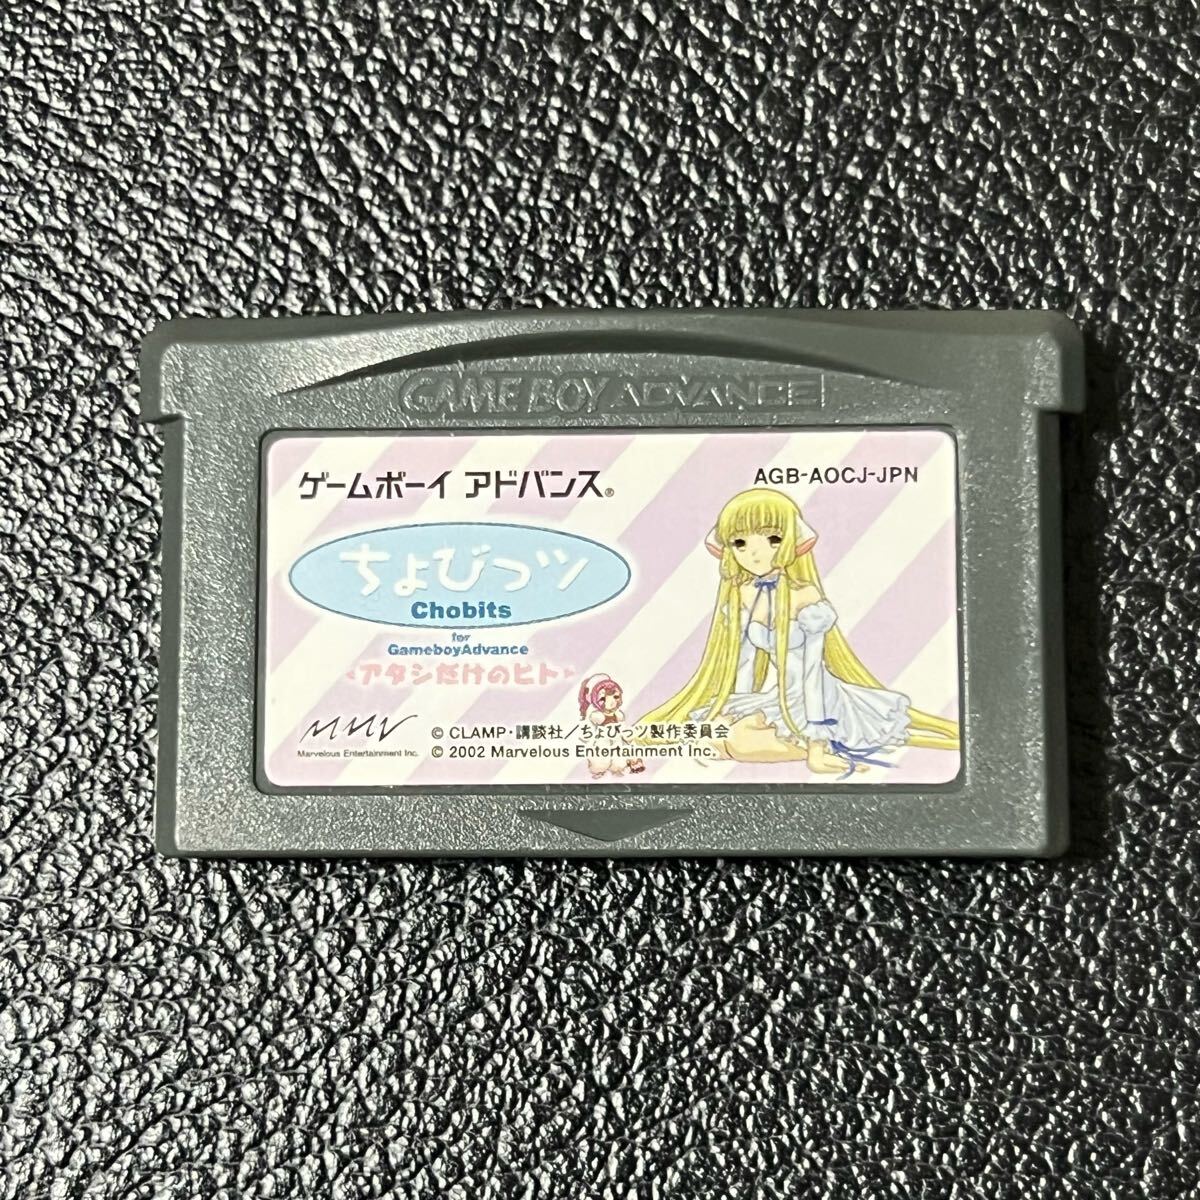 GAME BOY ADVANCE
ゲームボーイ アドバンス®
AGB-AOCJ-JPN
ちょびっツ
Chobits
for
GameboyAdvance
アタシだけのヒト
MMV
Marvelous Entertainment Inc.
© CLAMP・講談社/ちょびっツ製作委員会
© 2002 Marvelous Entertainment Inc.